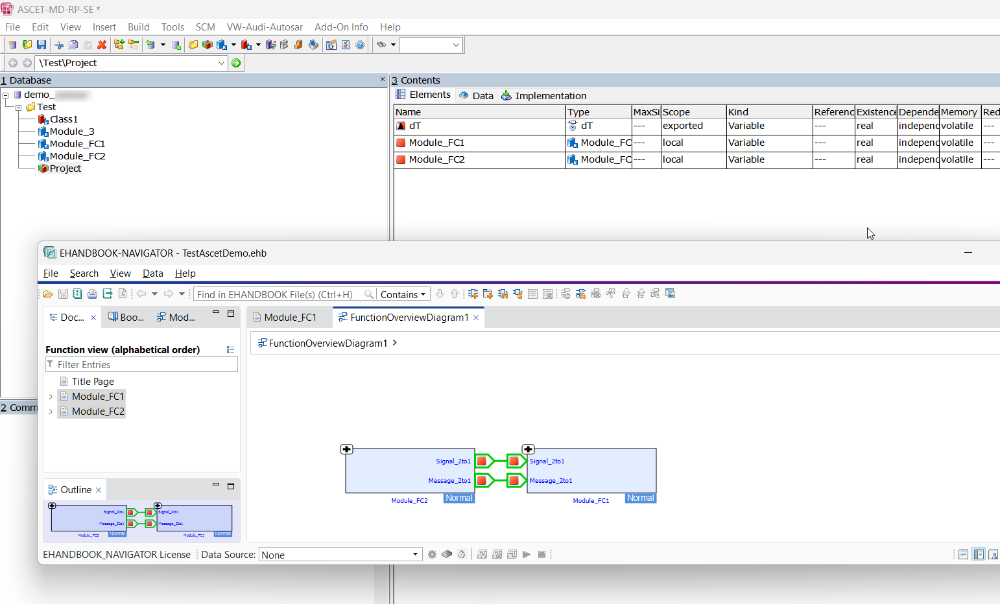 ASCET-MD-RP-SE *
File Edit View Insert Build Tools SCM VW-Audi-Autosar Add-On Info Help
\Test\Project
1 Database
demo_
Test
Class1
Module_3
Module_FC1
Module_FC2
Project
2 Comm
3 Contents
Elements Data Implementation
Name Type MaxSi Scope Kind Referenc Existence Depende Memory Red
dT dT --- exported Variable --- real independ volatile ---
Module_FC1 Module_FC --- local Variable --- real independ volatile ---
Module_FC2 Module_FC --- local Variable --- real independ volatile ---
EHANDBOOK-NAVIGATOR - TestAscetDemo.ehb
File Search View Data Help
Find in EHANDBOOK File(s) (Ctrl+H) Contains
Doc... Boo... Mod...
Function view (alphabetical order)
Filter Entries
Title Page
Module_FC1
Module_FC2
Outline
Signal_2to1 Signal_2to1
Message_2to1 Message_2to1
Module_FC2 Normal Module_FC1 Normal
Module_FC1 FunctionOverviewDiagram1
FunctionOverviewDiagram1
Signal_2to1 Signal_2to1
Message_2to1 Message_2to1
Module_FC2 Normal Module_FC1 Normal
EHANDBOOK_NAVIGATOR License Data Source: None